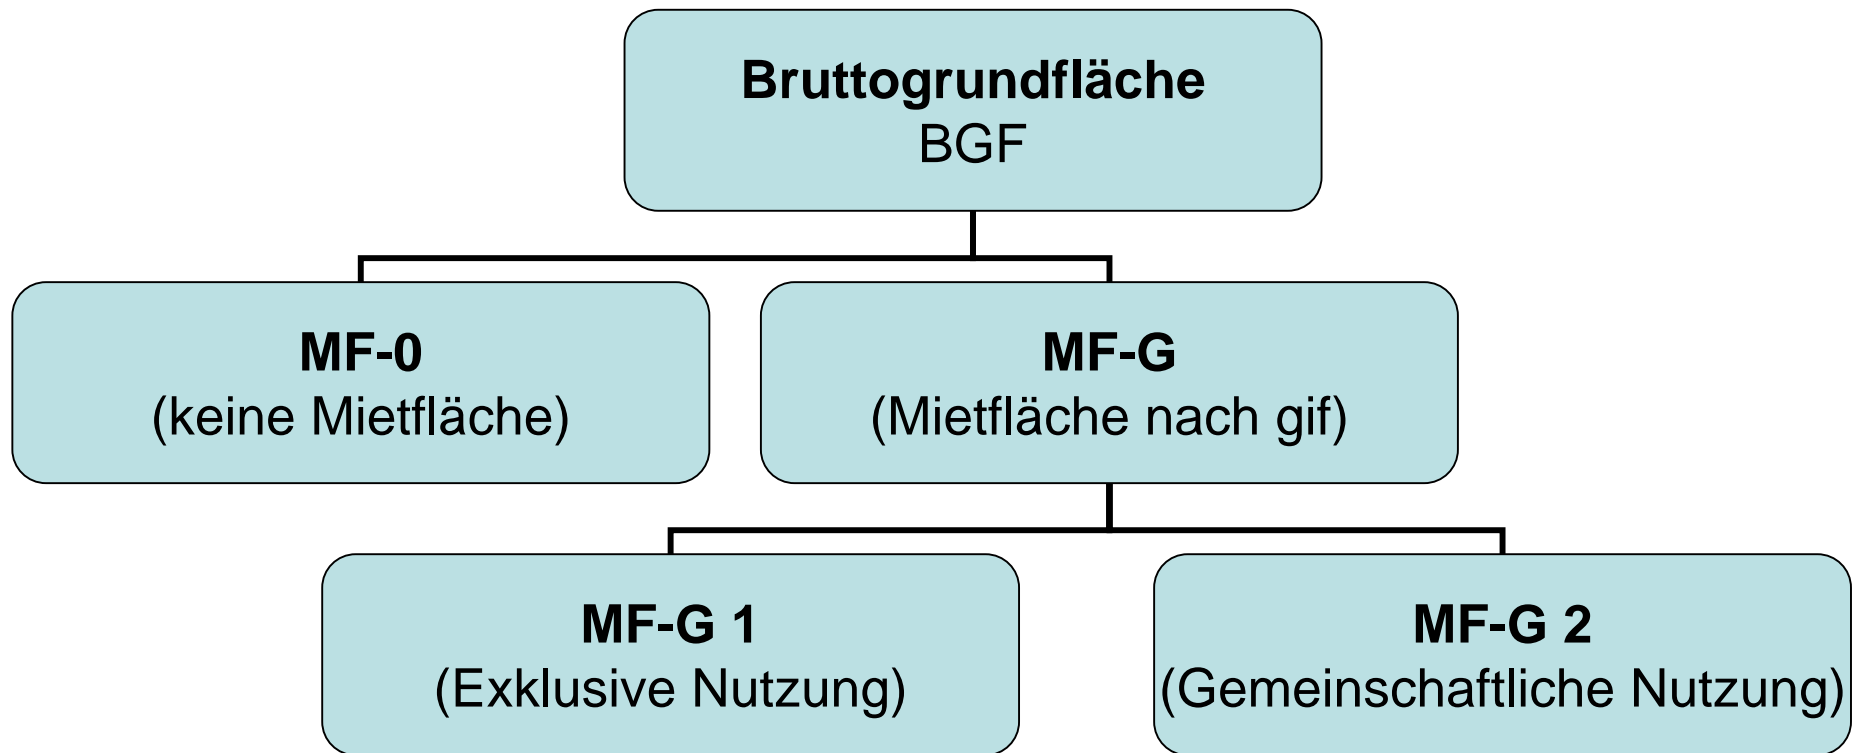 Bruttogrundfläche
BGF
MF-0
(keine Mietfläche)
MF-G
(Mietfläche nach gif)
MF-G 1
(Exklusive Nutzung)
MF-G 2
(Gemeinschaftliche Nutzung)